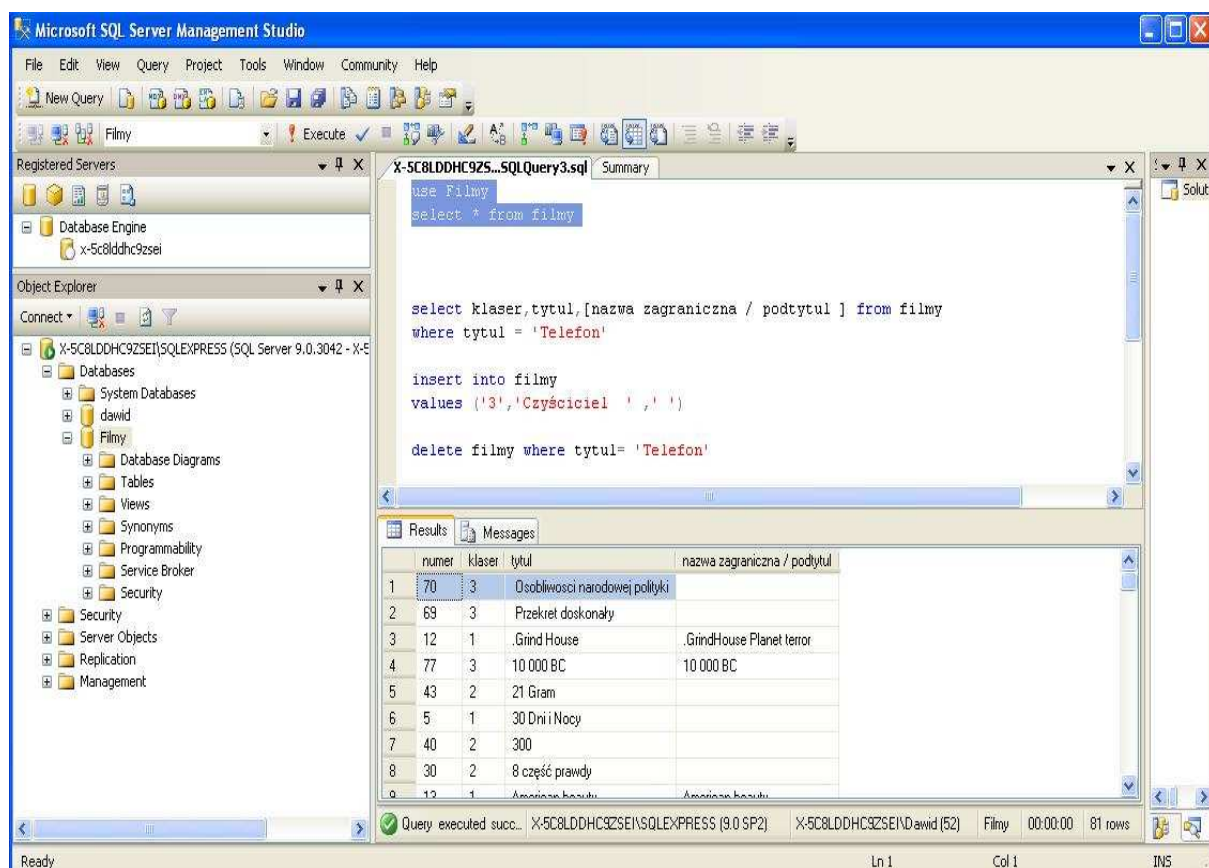 Microsoft SQL Server Management Studio
File Edit View Query Project Tools Window Community Help
New Query
Filmy Execute
Registered Servers
Database Engine
x-5c8lddhc9zsei
Object Explorer
Connect
X-5C8LDDHC9ZSEI\SQLEXPRESS (SQL Server 9.0.3042 - X-5
Databases
System Databases
dawid
Filmy
Database Diagrams
Tables
Views
Synonyms
Programmability
Service Broker
Security
Security
Server Objects
Replication
Management
X-5C8LDDHC9ZS...SQLQuery3.sql Summary
use Filmy
select * from filmy
select klaser,tytul,[nazwa zagraniczna / podtytul ] from filmy
where tytul = 'Telefon'
insert into filmy
values ('3','Czyściciel ' ,' ')
delete filmy where tytul= 'Telefon'
Solut
Results Messages
numer klaser tytul nazwa zagraniczna / podtytul
1 70 3 Osobliwosci narodowej polityki
2 69 3 Przekret doskonały
3 12 1 .Grind House .GrindHouse Planet terror
4 77 3 10 000 BC 10 000 BC
5 43 2 21 Gram
6 5 1 30 Dni i Nocy
7 40 2 300
8 30 2 8 część prawdy
9 13 1 American beauty American beauty
Query executed succ... X-5C8LDDHC9ZSEI\SQLEXPRESS (9.0 SP2) X-5C8LDDHC9ZSEI\Dawid (52) Filmy 00:00:00 81 rows
Ready Ln 1 Col 1 INS